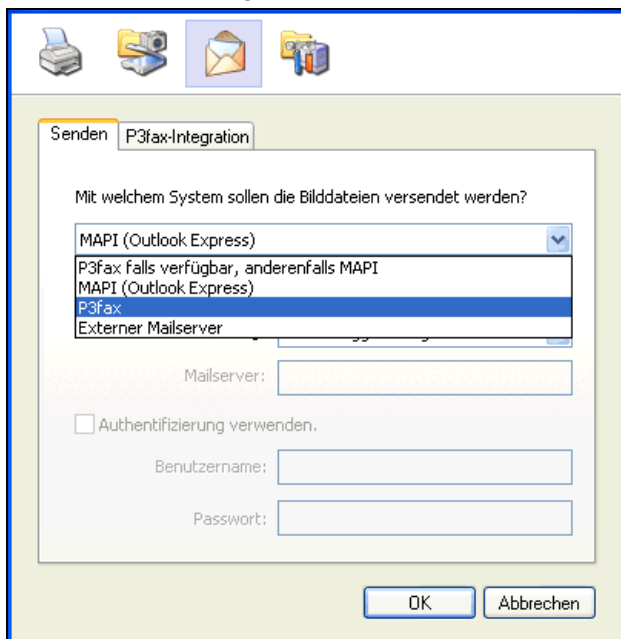 Senden
P3fax-Integration
Mit welchem System sollen die Bilddateien versendet werden?
MAPI (Outlook Express)
P3fax falls verfügbar, anderenfalls MAPI
MAPI (Outlook Express)
P3fax
Externer Mailserver
Mailserver:
Authentifizierung verwenden.
Benutzername:
Passwort:
OK
Abbrechen